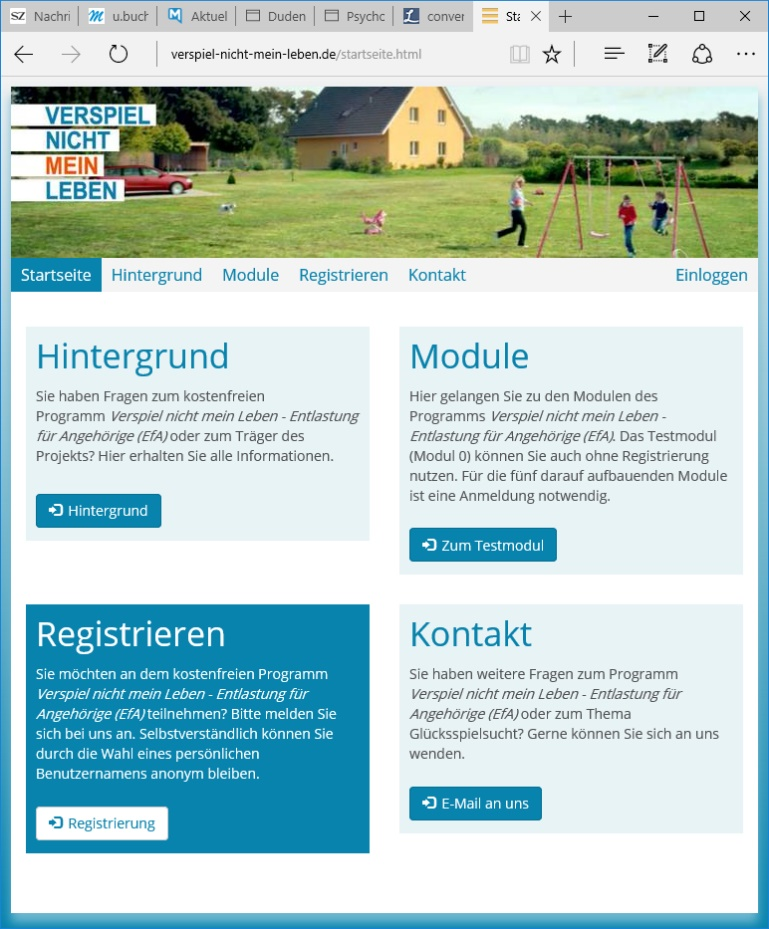 SZ Nachri
u.buch
Aktuel
Duden
Psychc
conver
Sta
verspiel-nicht-mein-leben.de/startseite.html
VERSPIEL
NICHT
MEIN
LEBEN
Startseite Hintergrund Module Registrieren Kontakt Einloggen
Hintergrund
Sie haben Fragen zum kostenfreien
Programm Verspiel nicht mein Leben - Entlastung
für Angehörige (EfA) oder zum Träger des
Projekts? Hier erhalten Sie alle Informationen.
Hintergrund
Module
Hier gelangen Sie zu den Modulen des
Programms Verspiel nicht mein Leben -
Entlastung für Angehörige (EfA). Das Testmodul
(Modul 0) können Sie auch ohne Registrierung
nutzen. Für die fünf darauf aufbauenden Module
ist eine Anmeldung notwendig.
Zum Testmodul
Registrieren
Sie möchten an dem kostenfreien Programm
Verspiel nicht mein Leben - Entlastung für
Angehörige (EfA) teilnehmen? Bitte melden Sie
sich bei uns an. Selbstverständlich können Sie
durch die Wahl eines persönlichen
Benutzernamens anonym bleiben.
Registrierung
Kontakt
Sie haben weitere Fragen zum Programm
Verspiel nicht mein Leben - Entlastung für
Angehörige (EfA) oder zum Thema
Glücksspielsucht? Gerne können Sie sich an uns
wenden.
E-Mail an uns